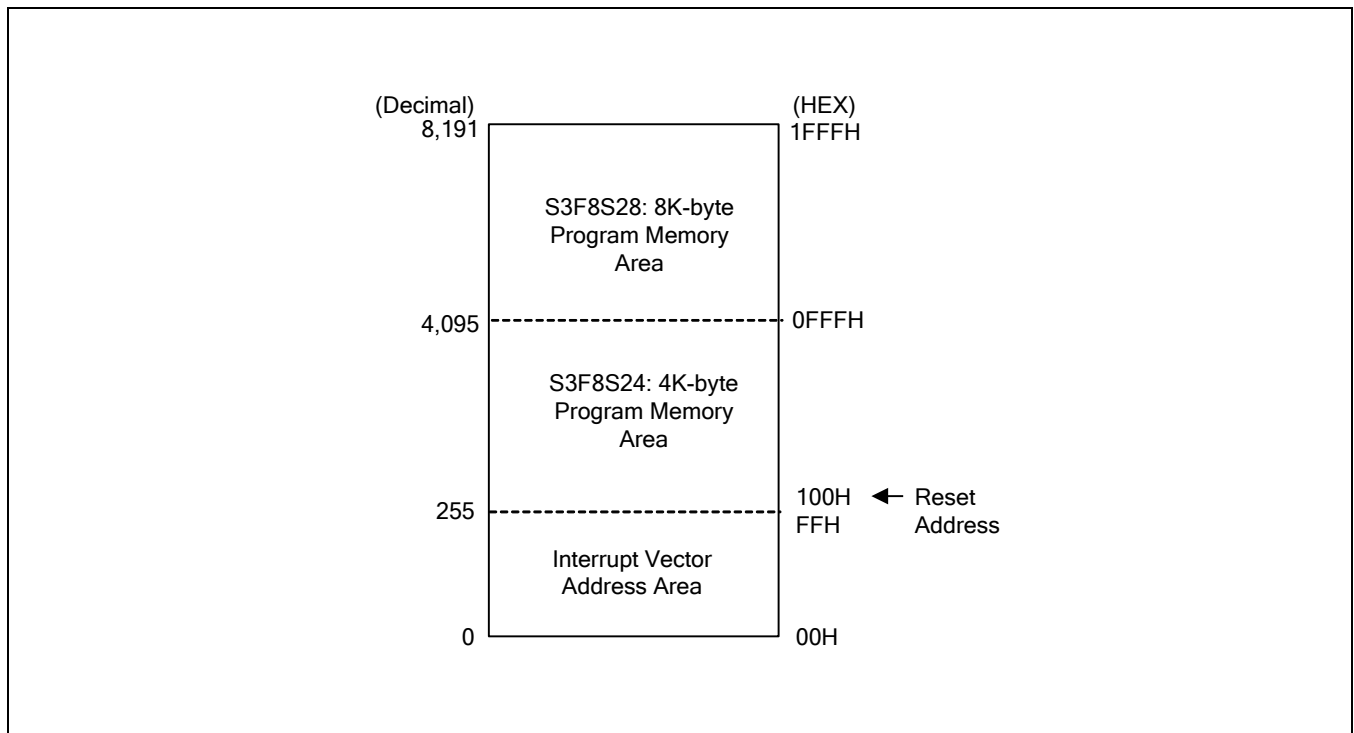 (Decimal)
(HEX)
8,191
1FFFH
S3F8S28: 8K-byte
Program Memory
Area
4,095
0FFFH
S3F8S24: 4K-byte
Program Memory
Area
100H
Reset
255
FFH
Address
Interrupt Vector
Address Area
0
00H